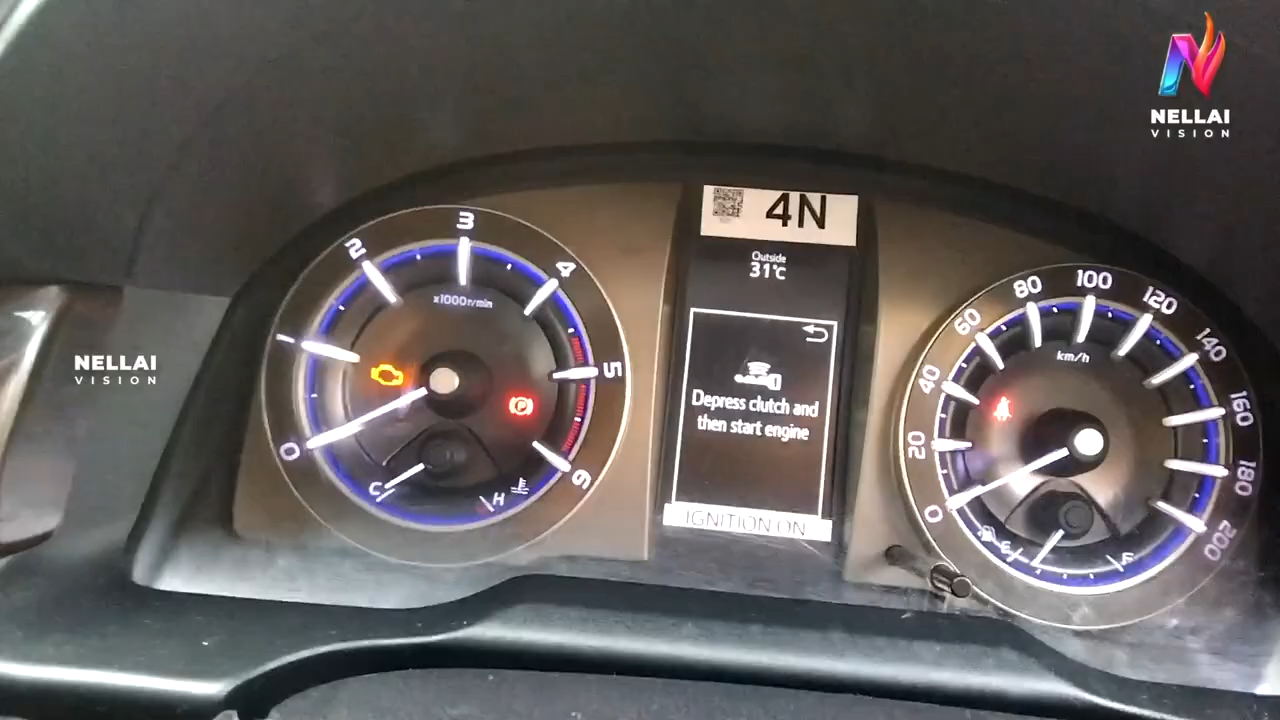 NELLAI
VISION
4N
Outside
31°C
Depress clutch and
then start engine
IGNITION ON
NELLAI
VISION
0
2
3
4
5
6
x1000r/min
P
C
H
0
20
40
60
80
100
120
140
160
180
200
km/h
E
F